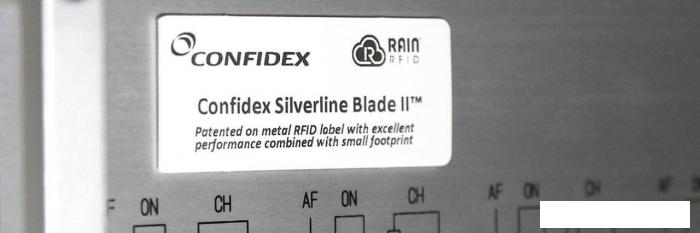 CONFIDEX
RAIN
RFID
Confidex Silverline Blade II™
Patented on metal RFID label with excellent
performance combined with small footprint
F ON CH AF ON CH AF ON CH AF